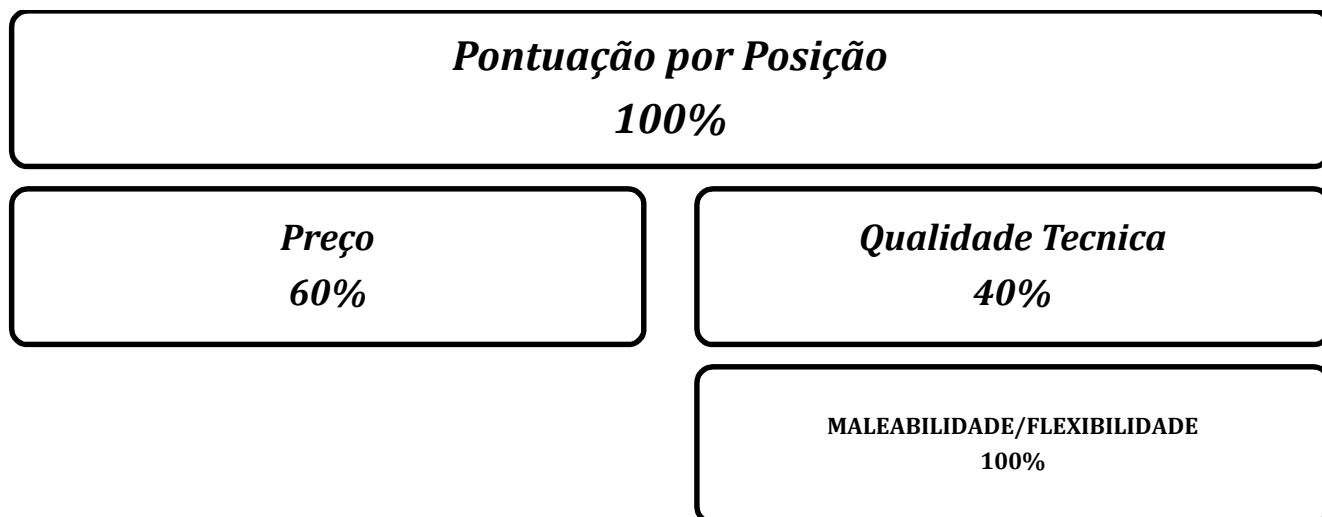 Pontuação por Posição
100%
Preço
60%
Qualidade Tecnica
40%
MALEABILIDADE/FLEXIBILIDADE
100%